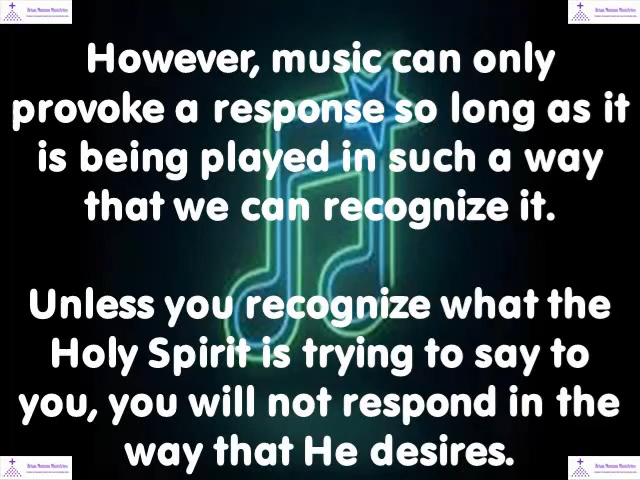 However, music can only
provoke a response so long as it
is being played in such a way
that we can recognize it.
Unless you recognize what the
Holy Spirit is trying to say to
you, you will not respond in the
way that He desires.